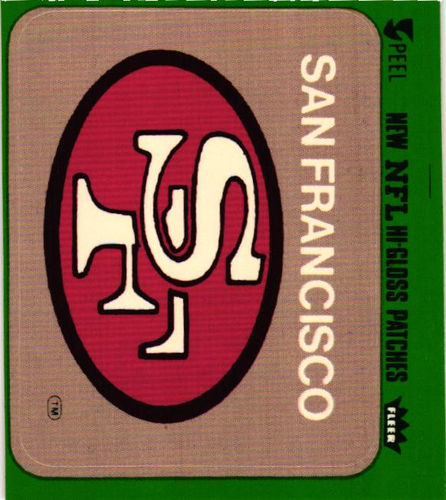 PEEL NEW NFL HI-GLOSS PATCHES FLEER
SAN FRANCISCO
SF
TM